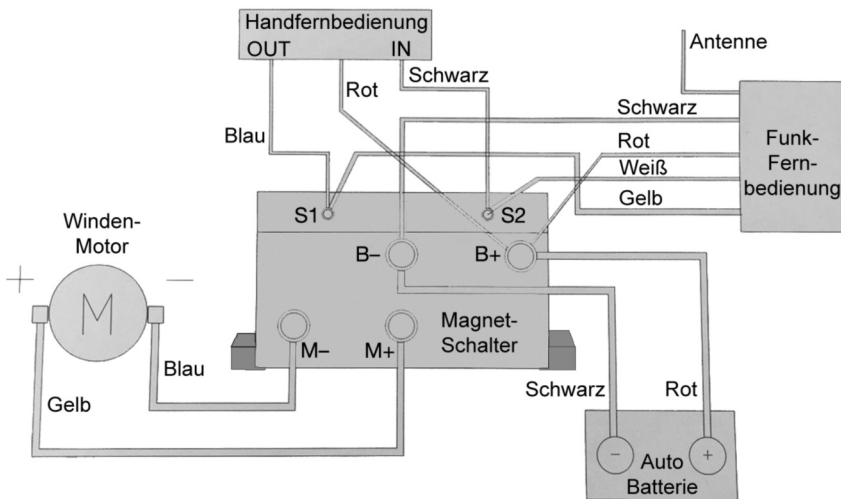 Handfernbedienung
OUT IN
Antenne
Schwarz
Rot
Schwarz
Blau
Rot
Funk-
Fern-
bedienung
Weiß
Gelb
S1 S2
Winden-
Motor
B– B+
+ –
M
Magnet-
Schalter
M– M+
Blau
Gelb
Schwarz Rot
– +
Auto
Batterie